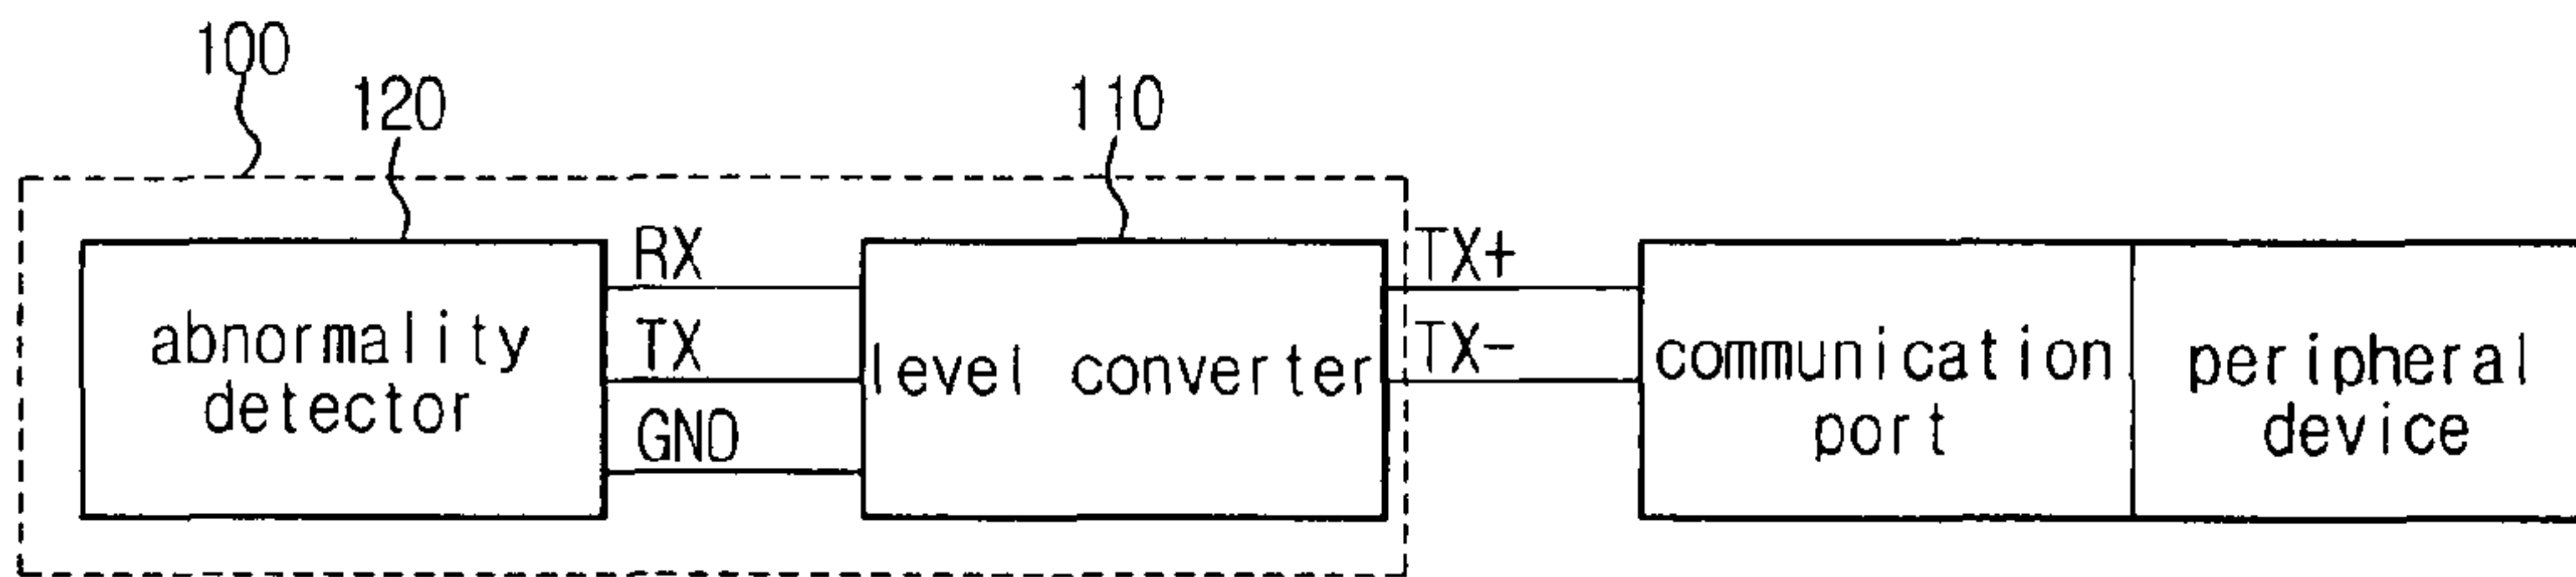 100
120
110
RX
TX
GND
abnormality
detector
level converter
TX+
TX-
communication
port
peripheral
device